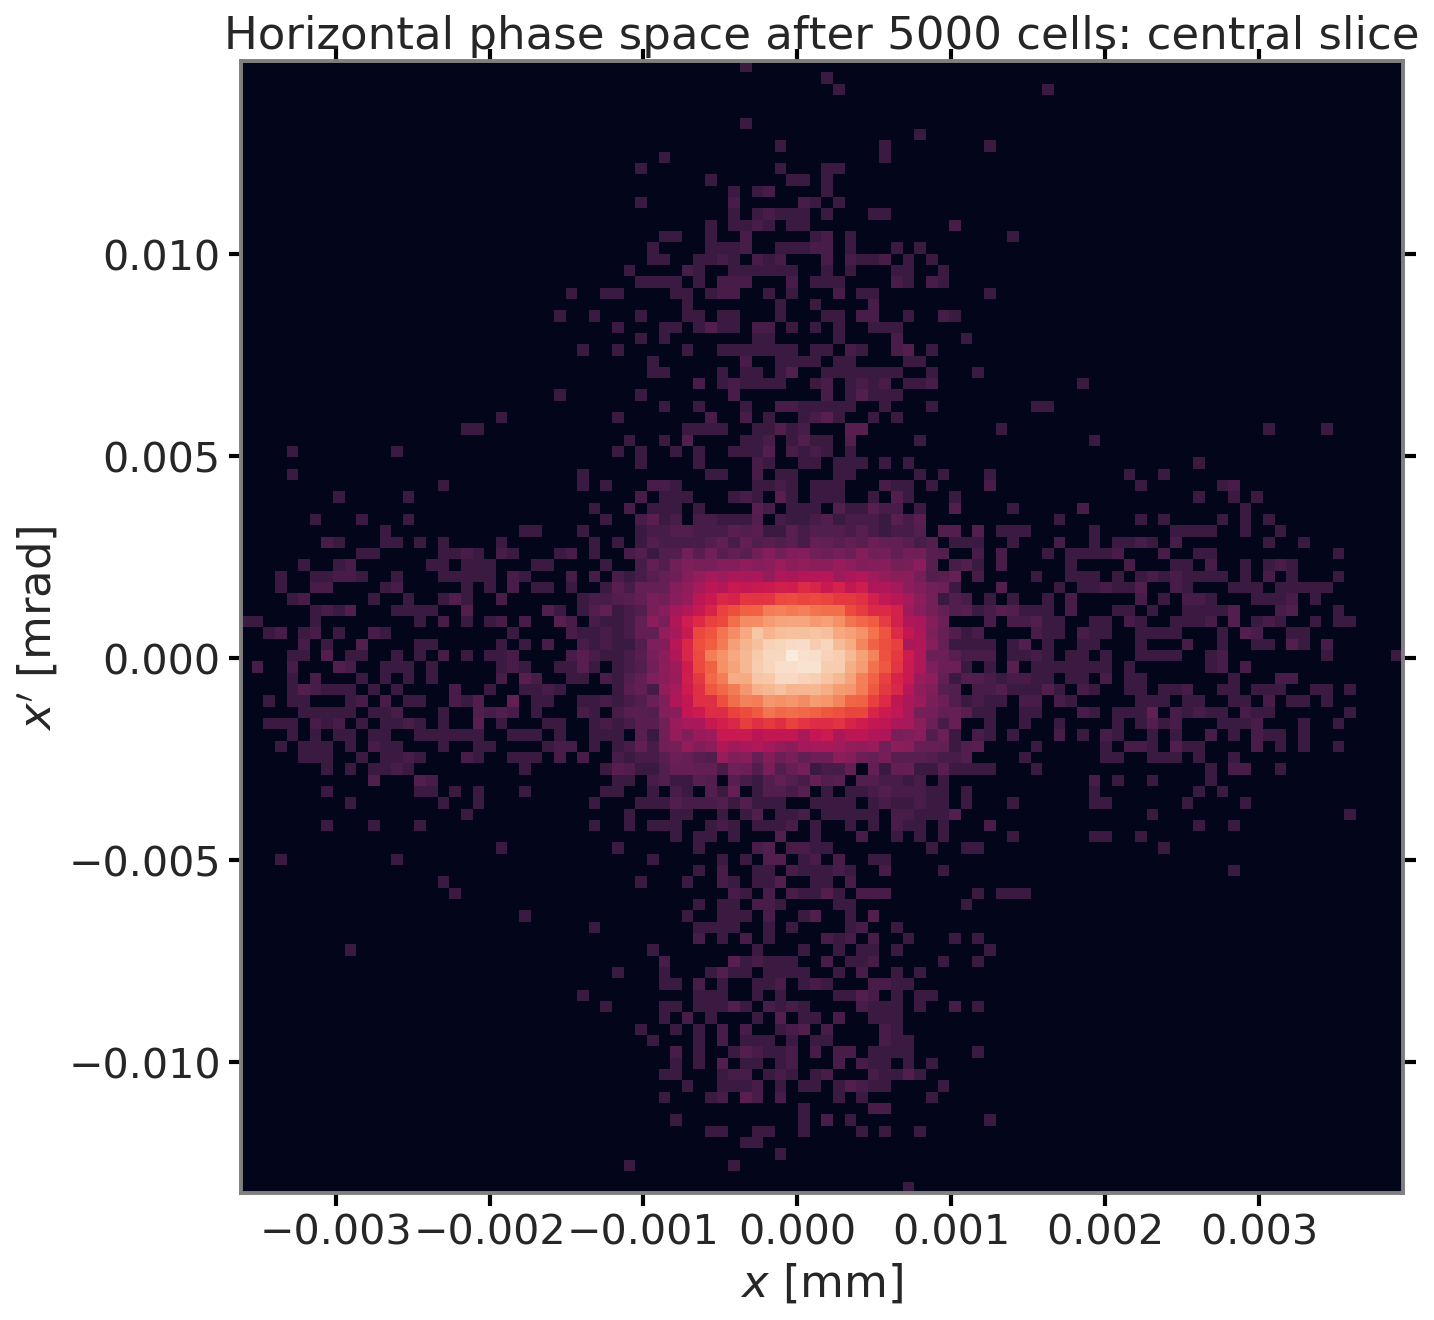 Horizontal phase space after 5000 cells: central slice
0.010
0.005
0.000
−0.005
−0.010
x′ [mrad]
−0.003 −0.002 −0.001 0.000 0.001 0.002 0.003
x [mm]